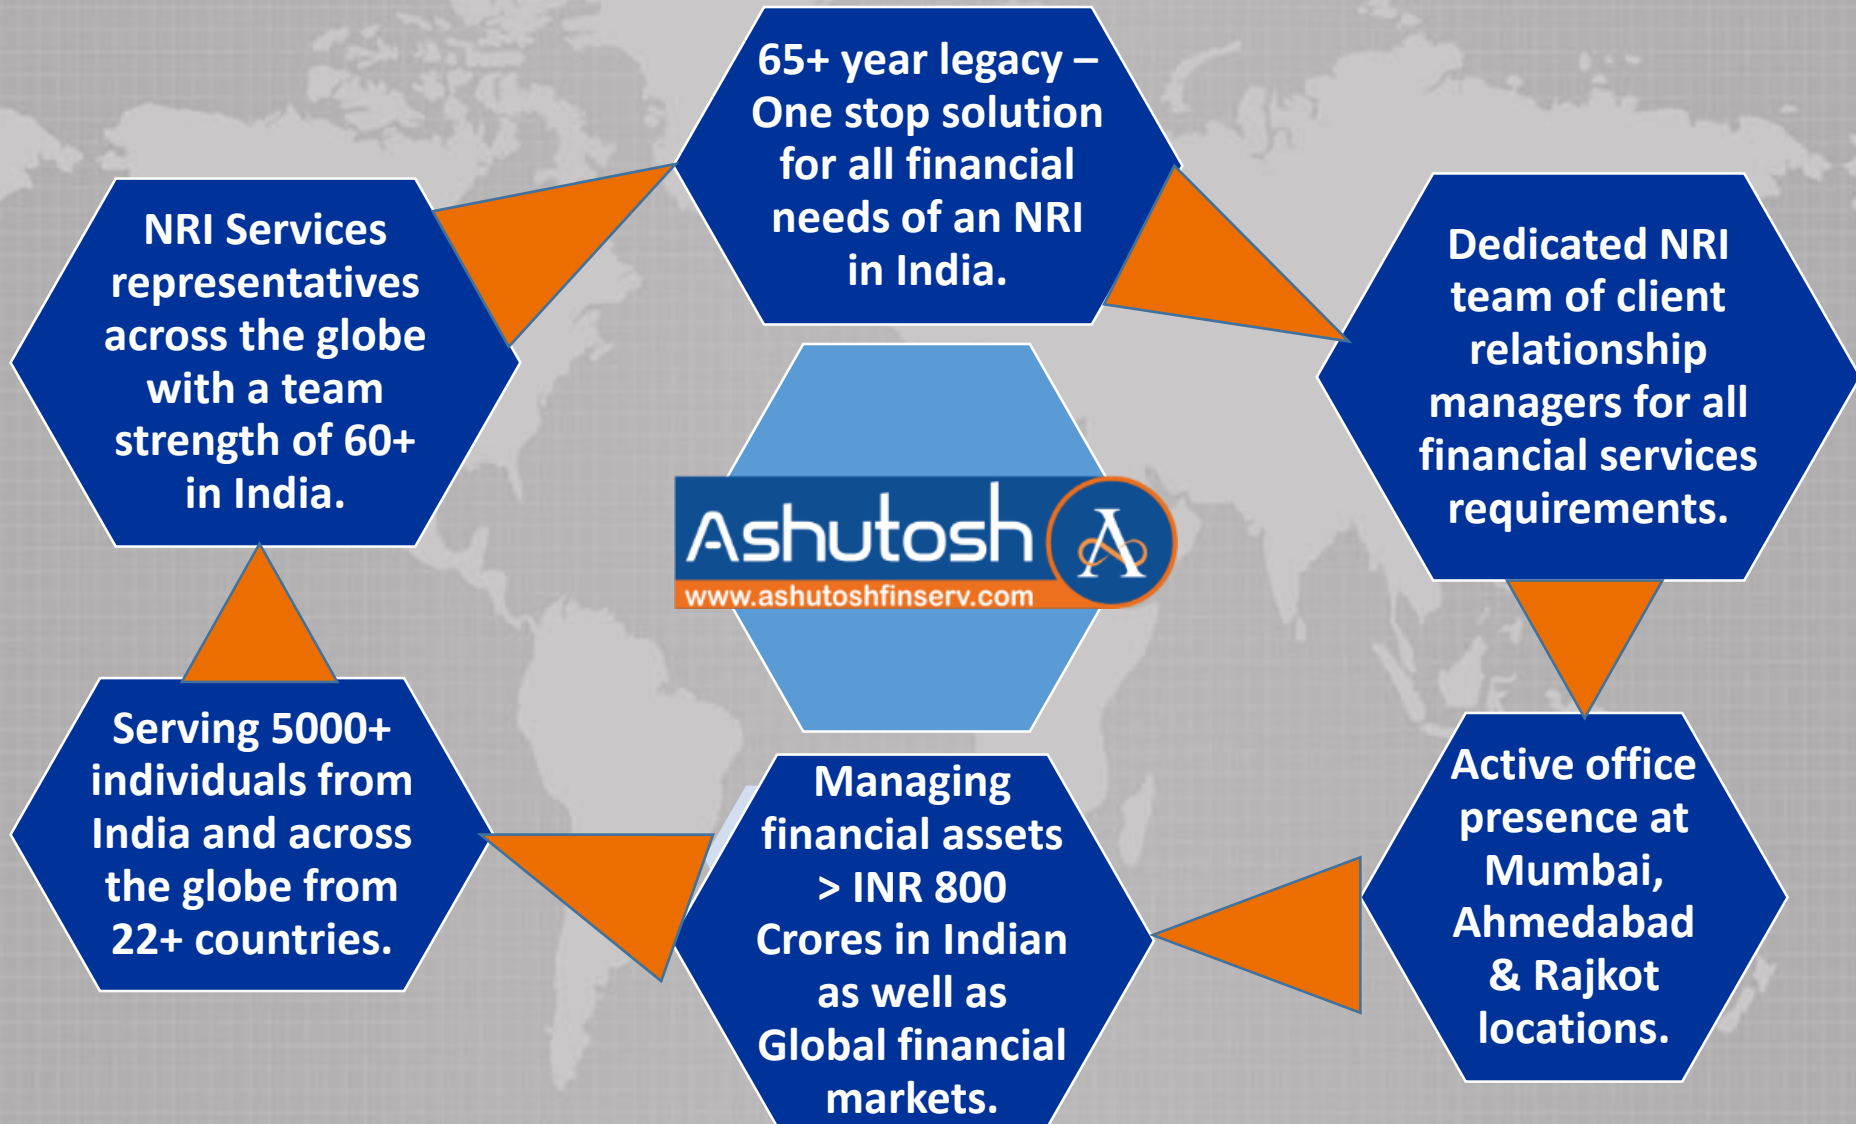 65+ year legacy –
One stop solution
for all financial
needs of an NRI
in India.
Dedicated NRI
team of client
relationship
managers for all
financial services
requirements.
Active office
presence at
Mumbai,
Ahmedabad
& Rajkot
locations.
Managing
financial assets
> INR 800
Crores in Indian
as well as
Global financial
markets.
Serving 5000+
individuals from
India and across
the globe from
22+ countries.
NRI Services
representatives
across the globe
with a team
strength of 60+
in India.
Ashutosh A
www.ashutoshfinserv.com